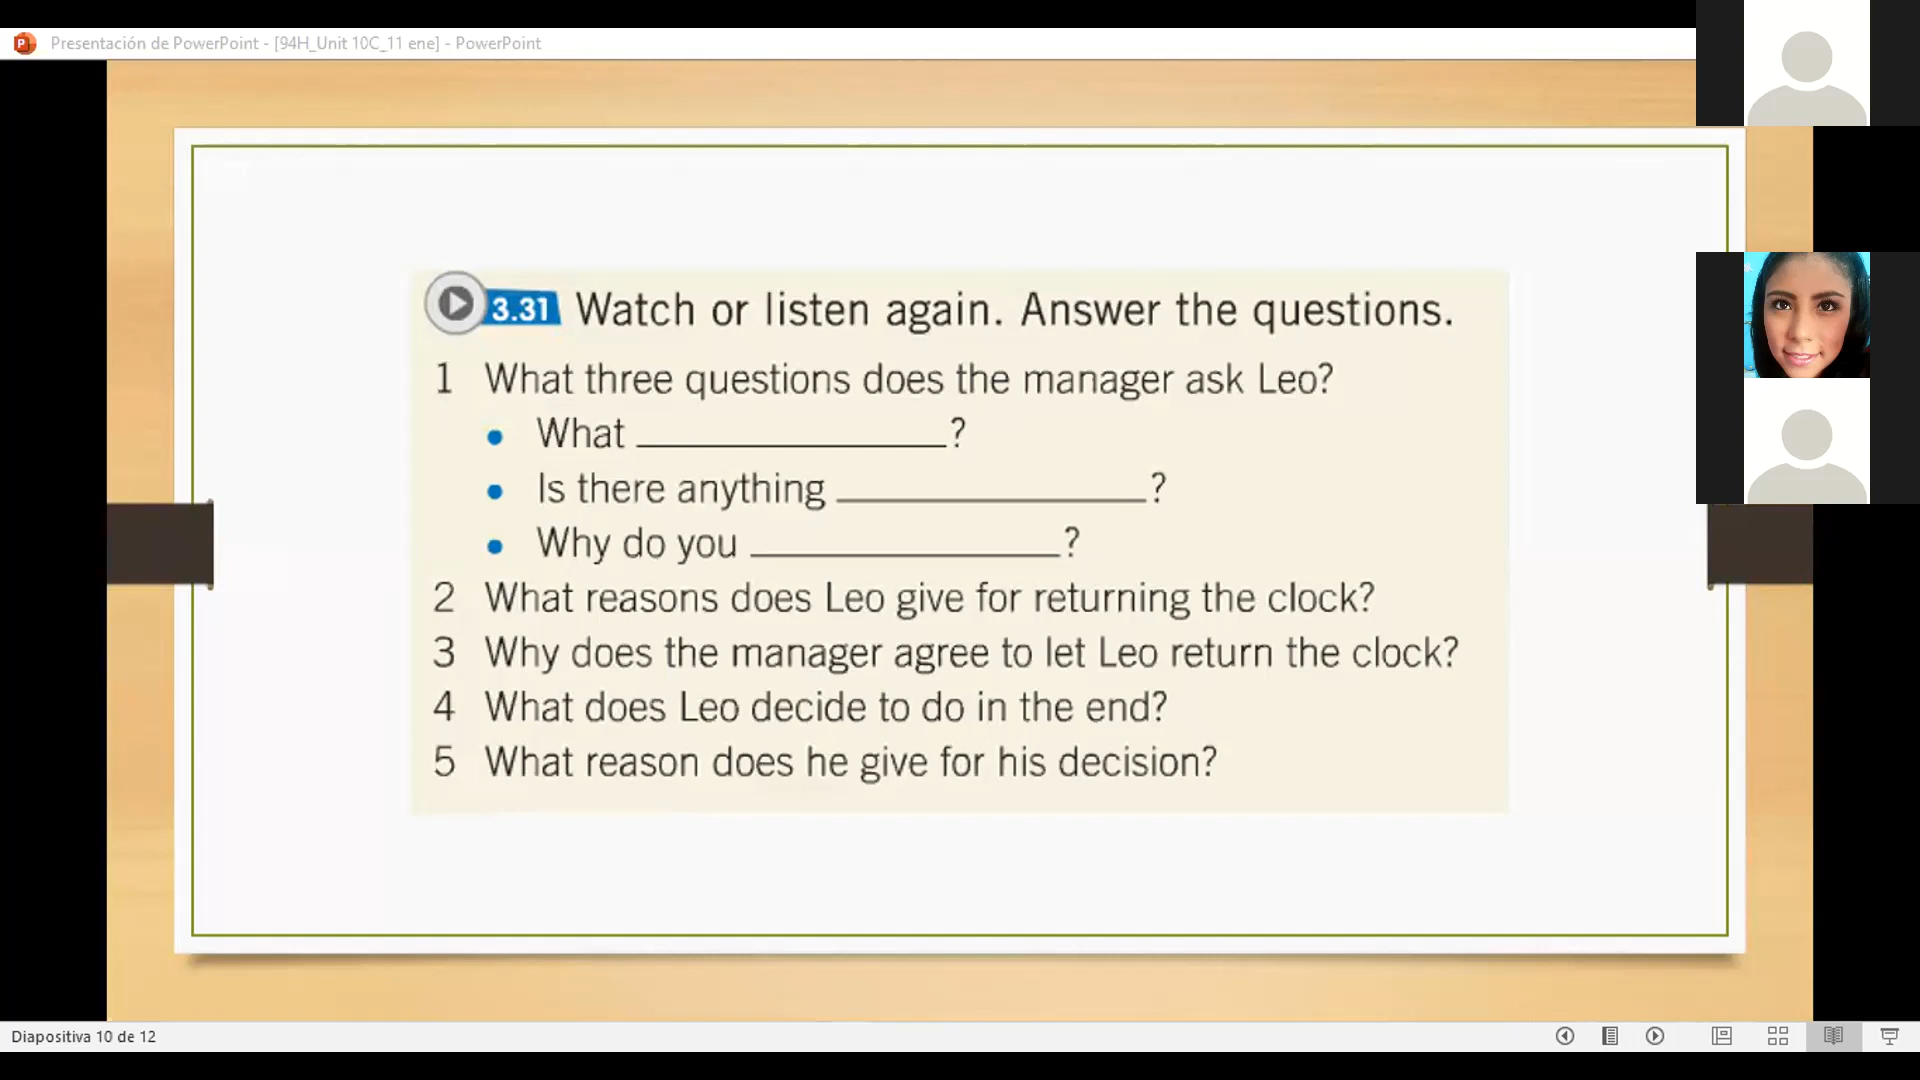 Presentación de PowerPoint - [94H_Unit 10C_11 ene] - PowerPoint
3.31 Watch or listen again. Answer the questions.
1 What three questions does the manager ask Leo?
• What ______________?
• Is there anything ______________?
• Why do you ______________?
2 What reasons does Leo give for returning the clock?
3 Why does the manager agree to let Leo return the clock?
4 What does Leo decide to do in the end?
5 What reason does he give for his decision?
Diapositiva 10 de 12